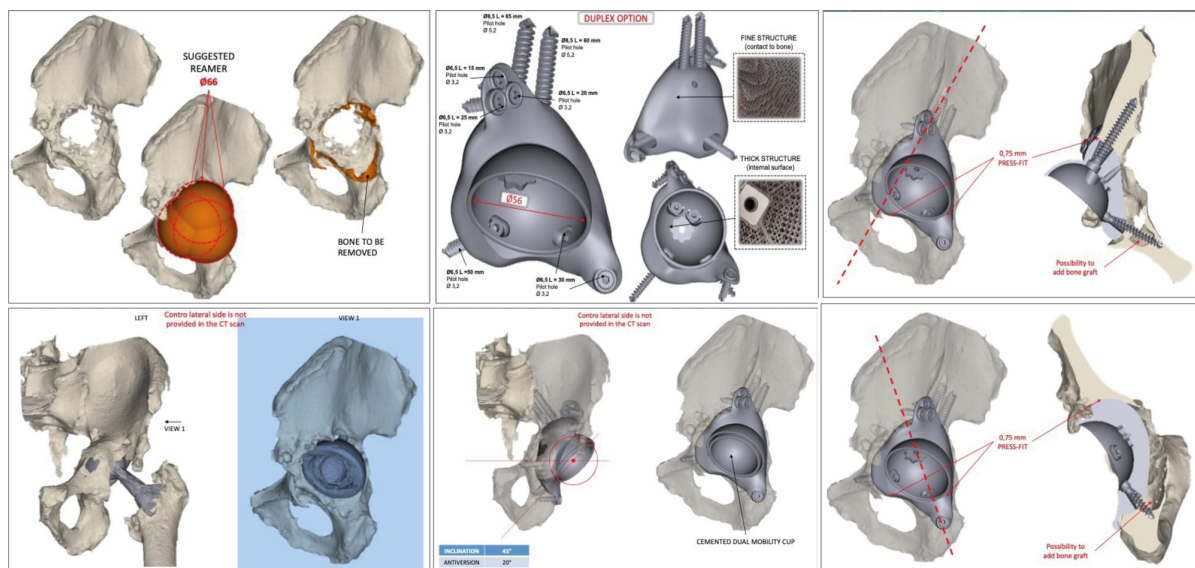 SUGGESTED
REAMER
Ø66
BONE TO BE
REMOVED
DUPLEX OPTION
Ø8,5 L = 65 mm
Pilot hole
Ø 5,2
Ø8,5 L = 60 mm
Pilot hole
Ø 5,2
Ø6,5 L = 15 mm
Pilot hole
Ø 3,2
Ø6,5 L = 20 mm
Pilot hole
Ø 3,2
Ø6,5 L = 25 mm
Pilot hole
Ø 3,2
Ø56
Ø6,5 L =50 mm
Pilot hole
Ø 3,2
Ø6,5 L = 30 mm
Pilot hole
Ø 3,2
FINE STRUCTURE
(contact to bone)
THICK STRUCTURE
(internal surface)
0,75 mm
PRESS-FIT
Possibility to
add bone graft
LEFT
Contro lateral side is not
provided in the CT scan
VIEW 1
VIEW 1
Contro lateral side is not
provided in the CT scan
CEMENTED DUAL MOBILITY CUP
INCLINATION 45°
ANTIVERSION 20°
0,75 mm
PRESS-FIT
Possibility to
add bone graft